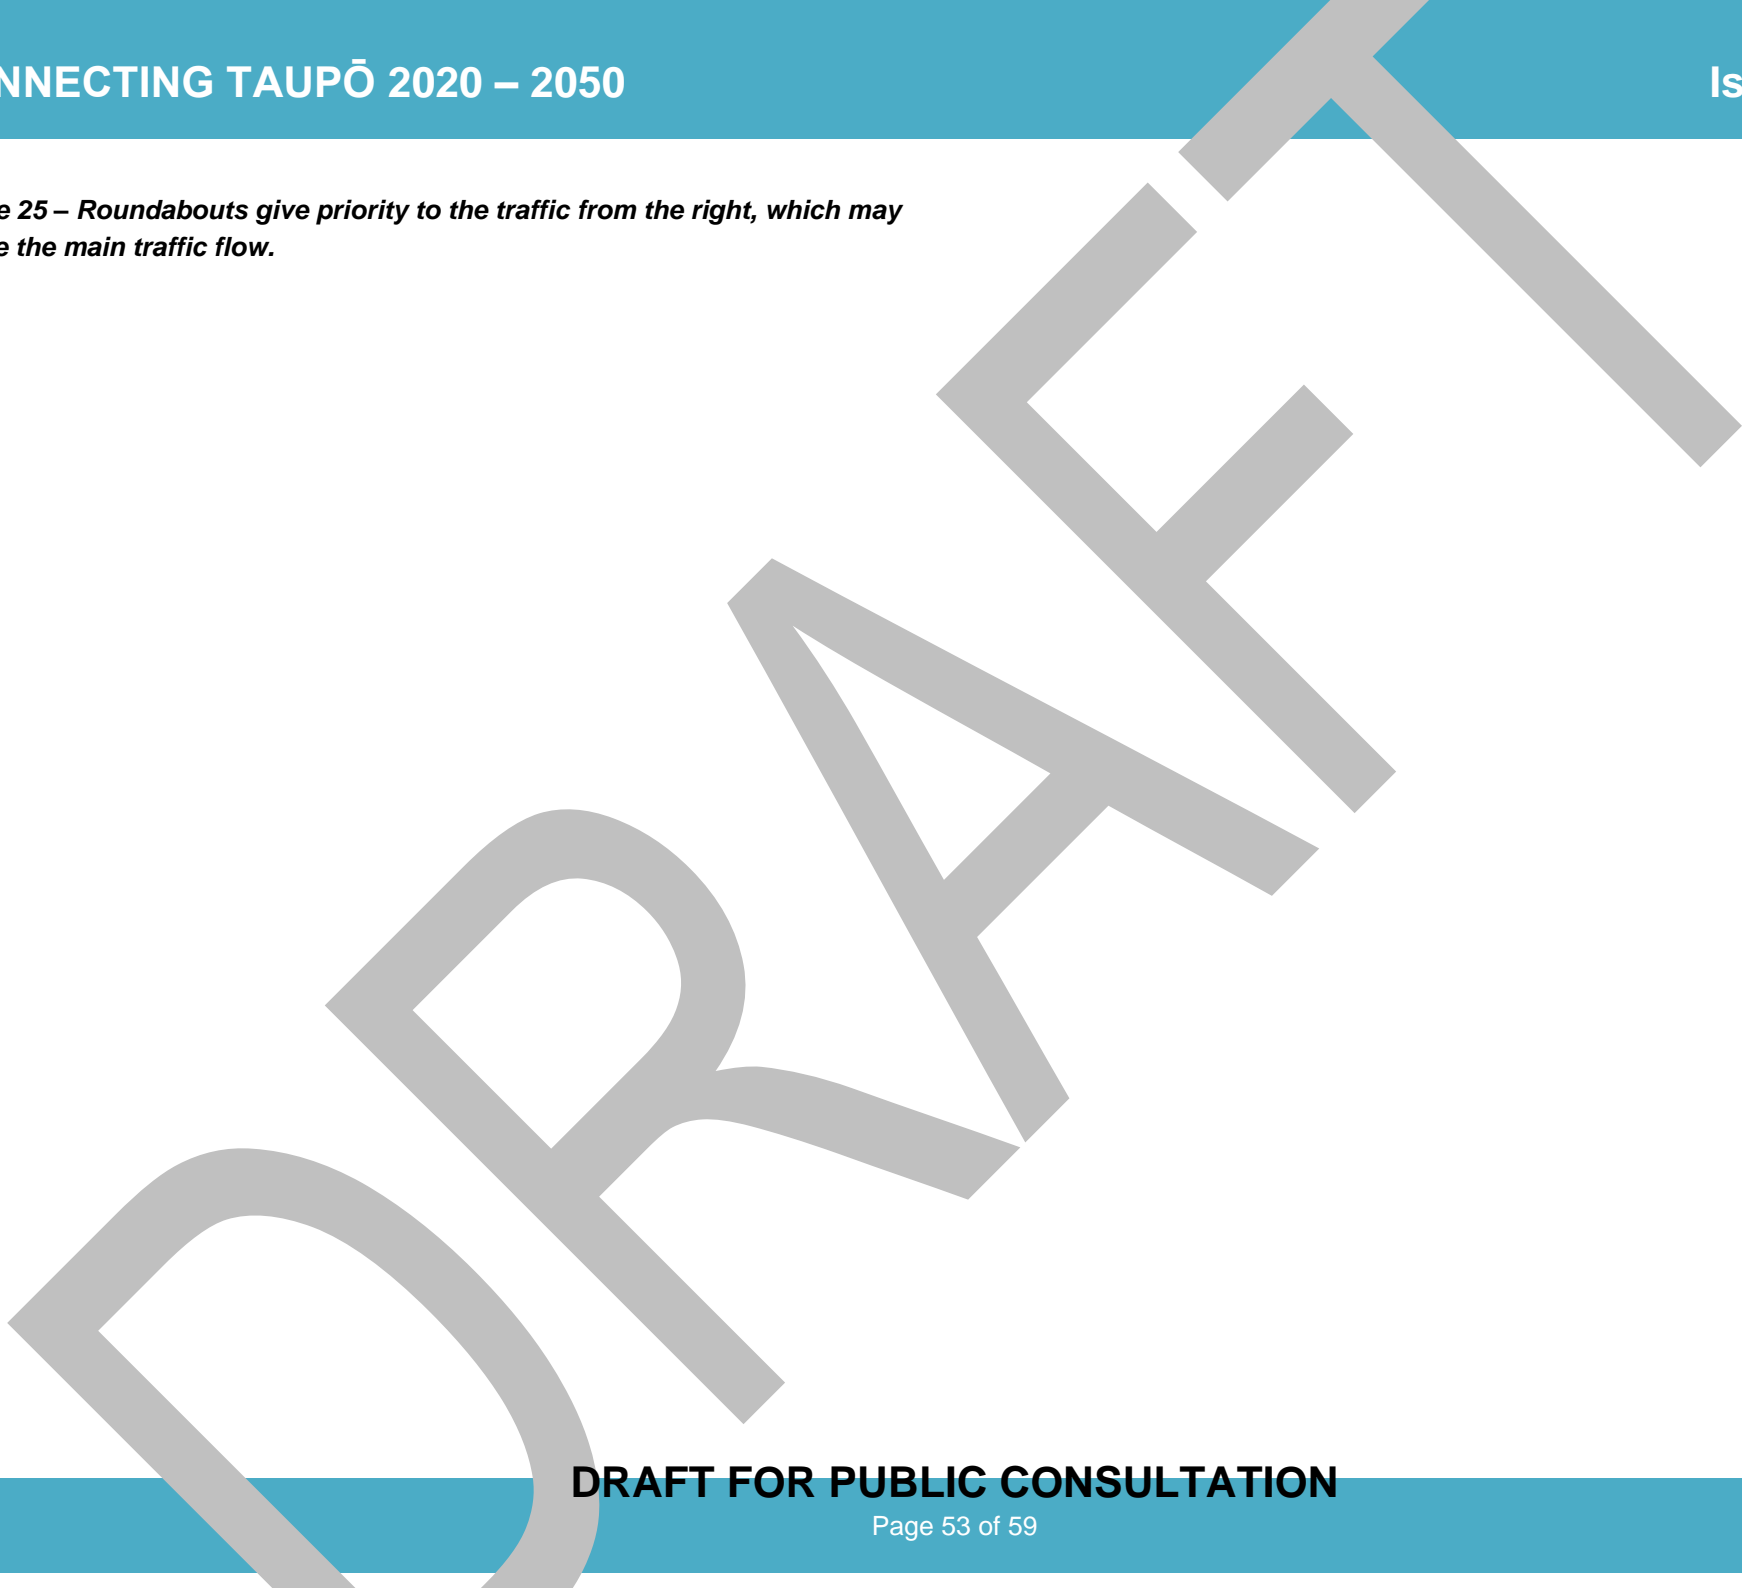 NNECTING TAUPŌ 2020 – 2050
Is
e 25 – Roundabouts give priority to the traffic from the right, which may
e the main traffic flow.
DRAFT
DRAFT FOR PUBLIC CONSULTATION
Page 53 of 59